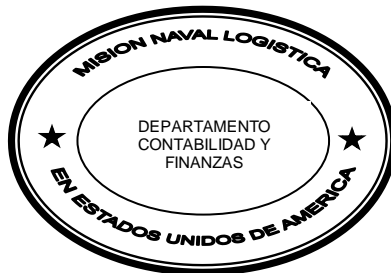 MISION NAVAL LOGISTICA
DEPARTAMENTO
CONTABILIDAD Y
FINANZAS
EN ESTADOS UNIDOS DE AMERICA